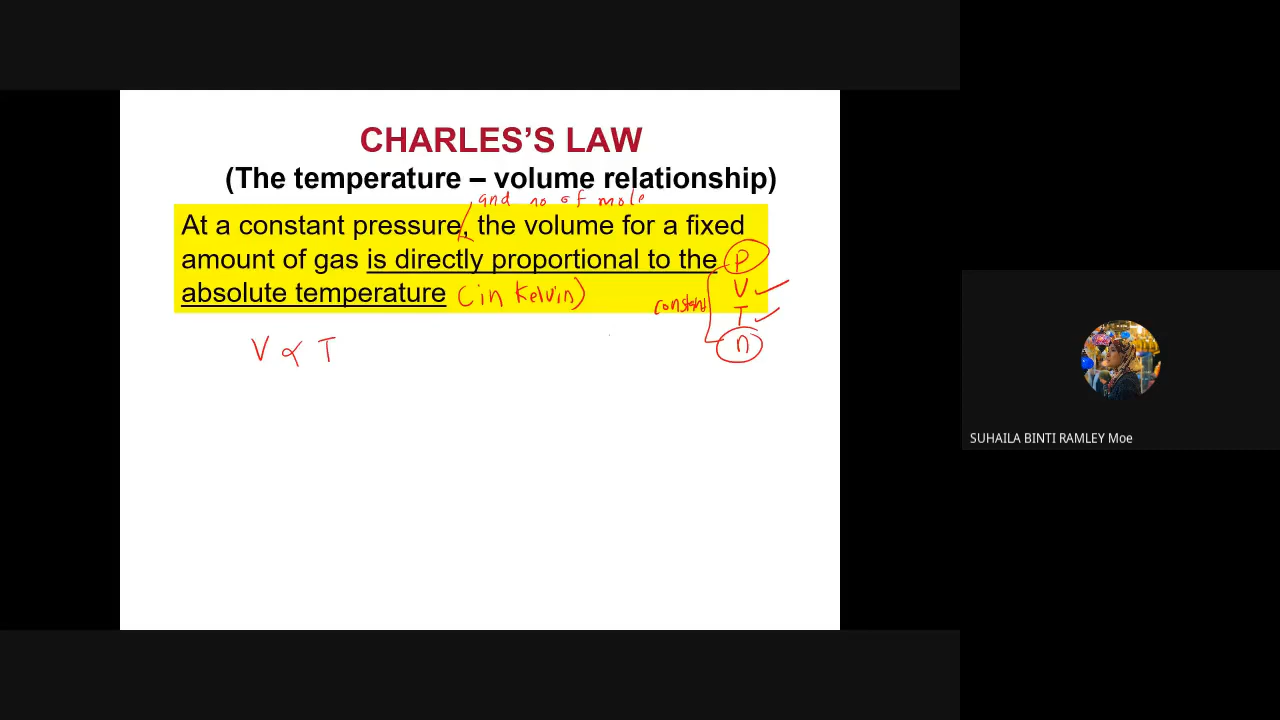 CHARLES’S LAW
(The temperature – volume relationship)
and no of mole
At a constant pressure, the volume for a fixed
amount of gas is directly proportional to the
absolute temperature (in Kelvin)
P
V
constant
T
n
V ∝ T
SUHAILA BINTI RAMLEY Moe